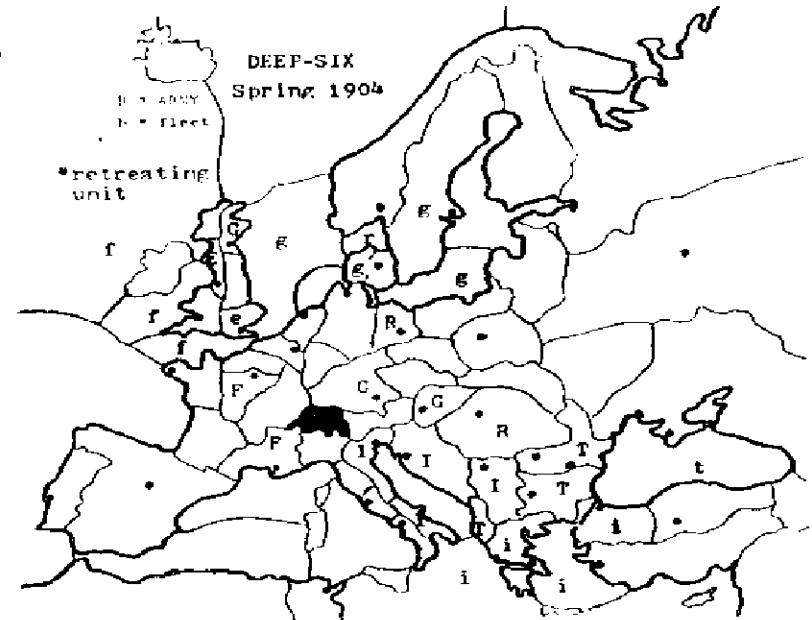 DEEP-SIX
Spring 1904
ARMY
fleet
*retreating
unit
f
G
g
g
r
g
g
f
e
f
R
F
G
G
R
F
I
I
I
T
T
t
T
i
i
i
i